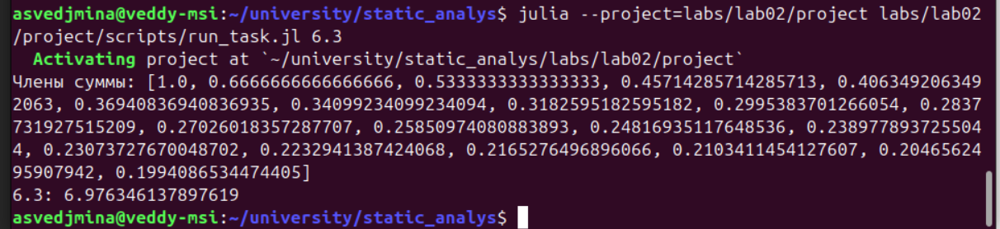 asvedjmina@veddy-msi:~/university/static_analys$ julia --project=labs/lab02/project labs/lab02
/project/scripts/run_task.jl 6.3
  Activating project at `~/university/static_analys/labs/lab02/project`
Члены суммы: [1.0, 0.6666666666666666, 0.5333333333333333, 0.45714285714285713, 0.406349206349
2063, 0.36940836940836935, 0.34099234099234094, 0.3182595182595182, 0.2995383701266054, 0.2837
731927515209, 0.27026018357287707, 0.25850974080883893, 0.24816935117648536, 0.238977893725504
4, 0.23073727670048702, 0.2232941387424068, 0.2165276496896066, 0.2103411454127607, 0.20465624
95907942, 0.1994086534474405]
6.3: 6.976346137897619
asvedjmina@veddy-msi:~/university/static_analys$